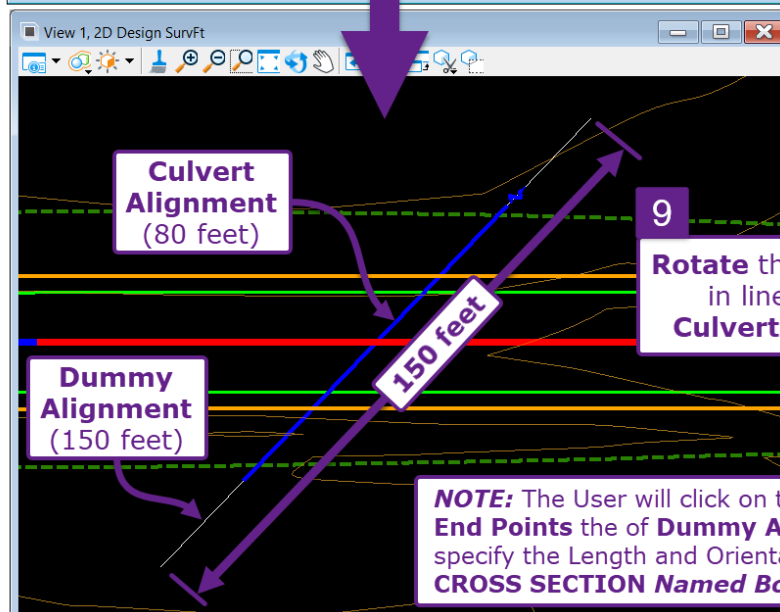 View 1, 2D Design SurvFt
Culvert
Alignment
(80 feet)
9
Rotate th
in line
Culvert
150 feet
Dummy
Alignment
(150 feet)
NOTE: The User will click on t
End Points the of Dummy A
specify the Length and Orienta
CROSS SECTION Named Bo